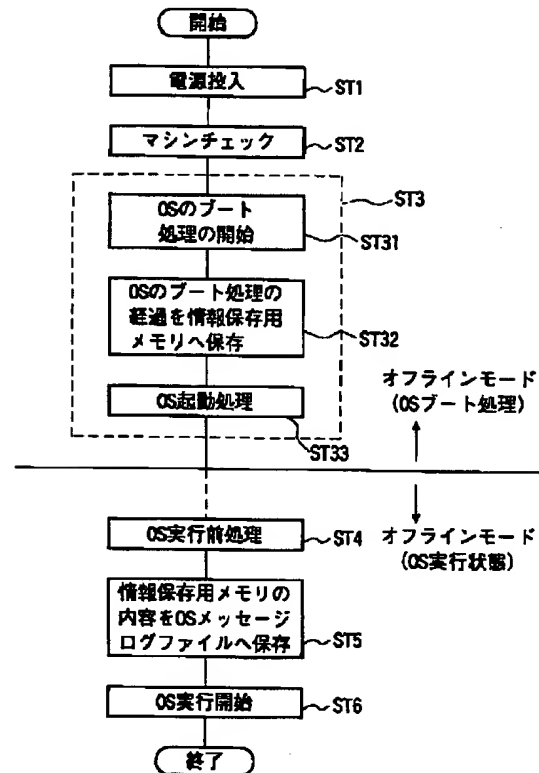 開始
電源投入
ST1
マシンチェック
ST2
ST3
OSのブート
処理の開始
ST31
OSのブート処理の
経過を情報保存用
メモリへ保存
ST32
OS起動処理
ST33
オフラインモード
(OSブート処理)
OS実行前処理
ST4
オフラインモード
(OS実行状態)
情報保存用メモリの
内容をOSメッセージ
ログファイルへ保存
ST5
OS実行開始
ST6
終了